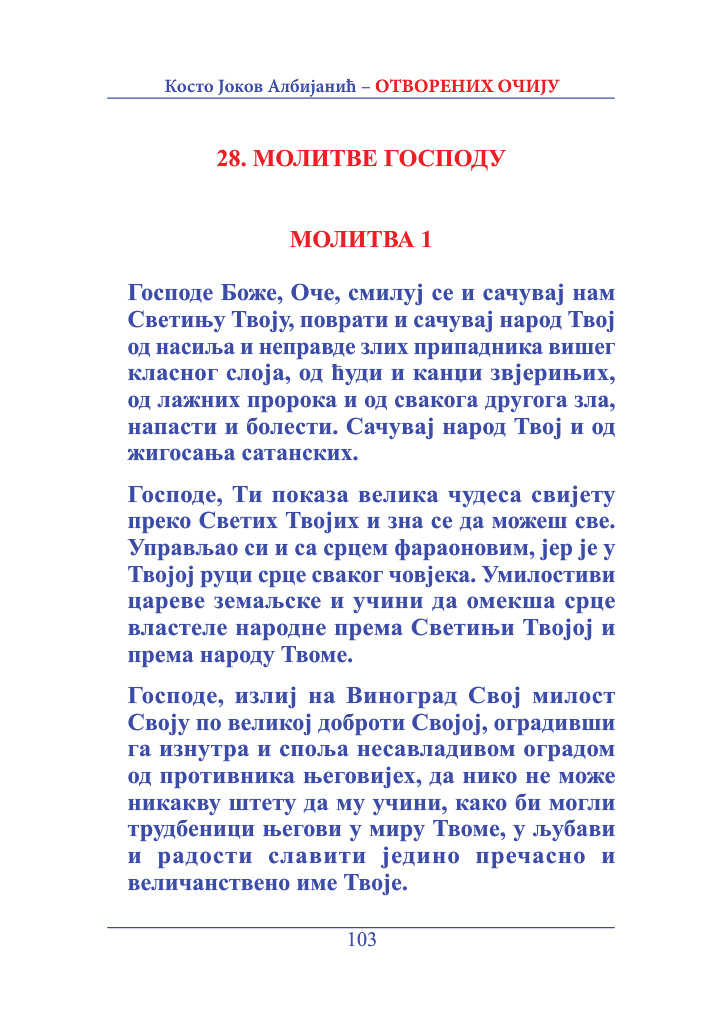 Косто Јоков Албијанић – ОТВОРЕНИХ ОЧИЈУ
28. МОЛИТВЕ ГОСПОДУ
МОЛИТВА 1
Господе Боже, Оче, смилуј се и сачувај нам
Светињу Твоју, поврати и сачувај народ Твој
од насиља и неправде злих припадника вишег
класног слоја, од ћуди и канџи звјерињих,
од лажних пророка и од свакога другога зла,
напасти и болести. Сачувај народ Твој и од
жигосања сатанских.
Господе, Ти показа велика чудеса свијету
преко Светих Твојих и зна се да можеш све.
Управљао си и са срцем фараоновим, јер је у
Твојој руци срце сваког човјека. Умилостиви
цареве земаљске и учини да омекша срце
властеле народне према Светињи Твојој и
према народу Твоме.
Господе, излиј на Виноград Свој милост
Своју по великој доброти Својој, оградивши
га изнутра и споља несавладивом оградом
од противника његовијех, да нико не може
никакву штету да му учини, како би могли
трудбеници његови у миру Твоме, у љубави
и радости славити једино пречасно и
величанствено име Твоје.
103